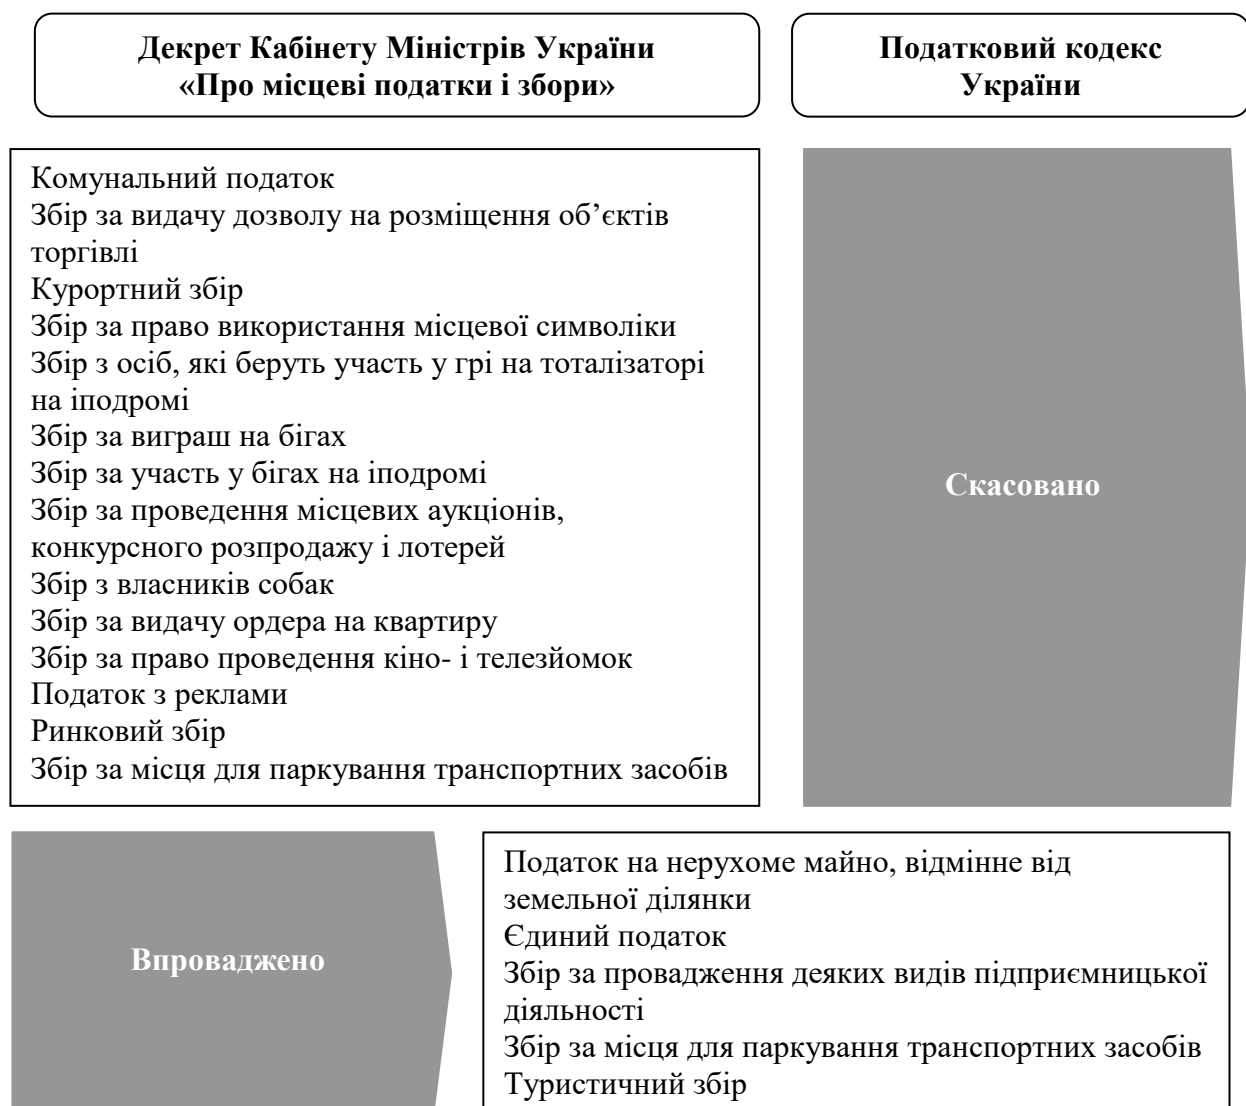 Декрет Кабінету Міністрів України
«Про місцеві податки і збори»
Податковий кодекс
України
Комунальний податок
Збір за видачу дозволу на розміщення об’єктів
торгівлі
Курортний збір
Збір за право використання місцевої символіки
Збір з осіб, які беруть участь у грі на тоталізаторі
на іподромі
Збір за виграш на бігах
Збір за участь у бігах на іподромі
Збір за проведення місцевих аукціонів,
конкурсного розпродажу і лотерей
Збір з власників собак
Збір за видачу ордера на квартиру
Збір за право проведення кіно- і телезйомок
Податок з реклами
Ринковий збір
Збір за місця для паркування транспортних засобів
Скасовано
Впроваджено
Податок на нерухоме майно, відмінне від
земельної ділянки
Єдиний податок
Збір за провадження деяких видів підприємницької
діяльності
Збір за місця для паркування транспортних засобів
Туристичний збір